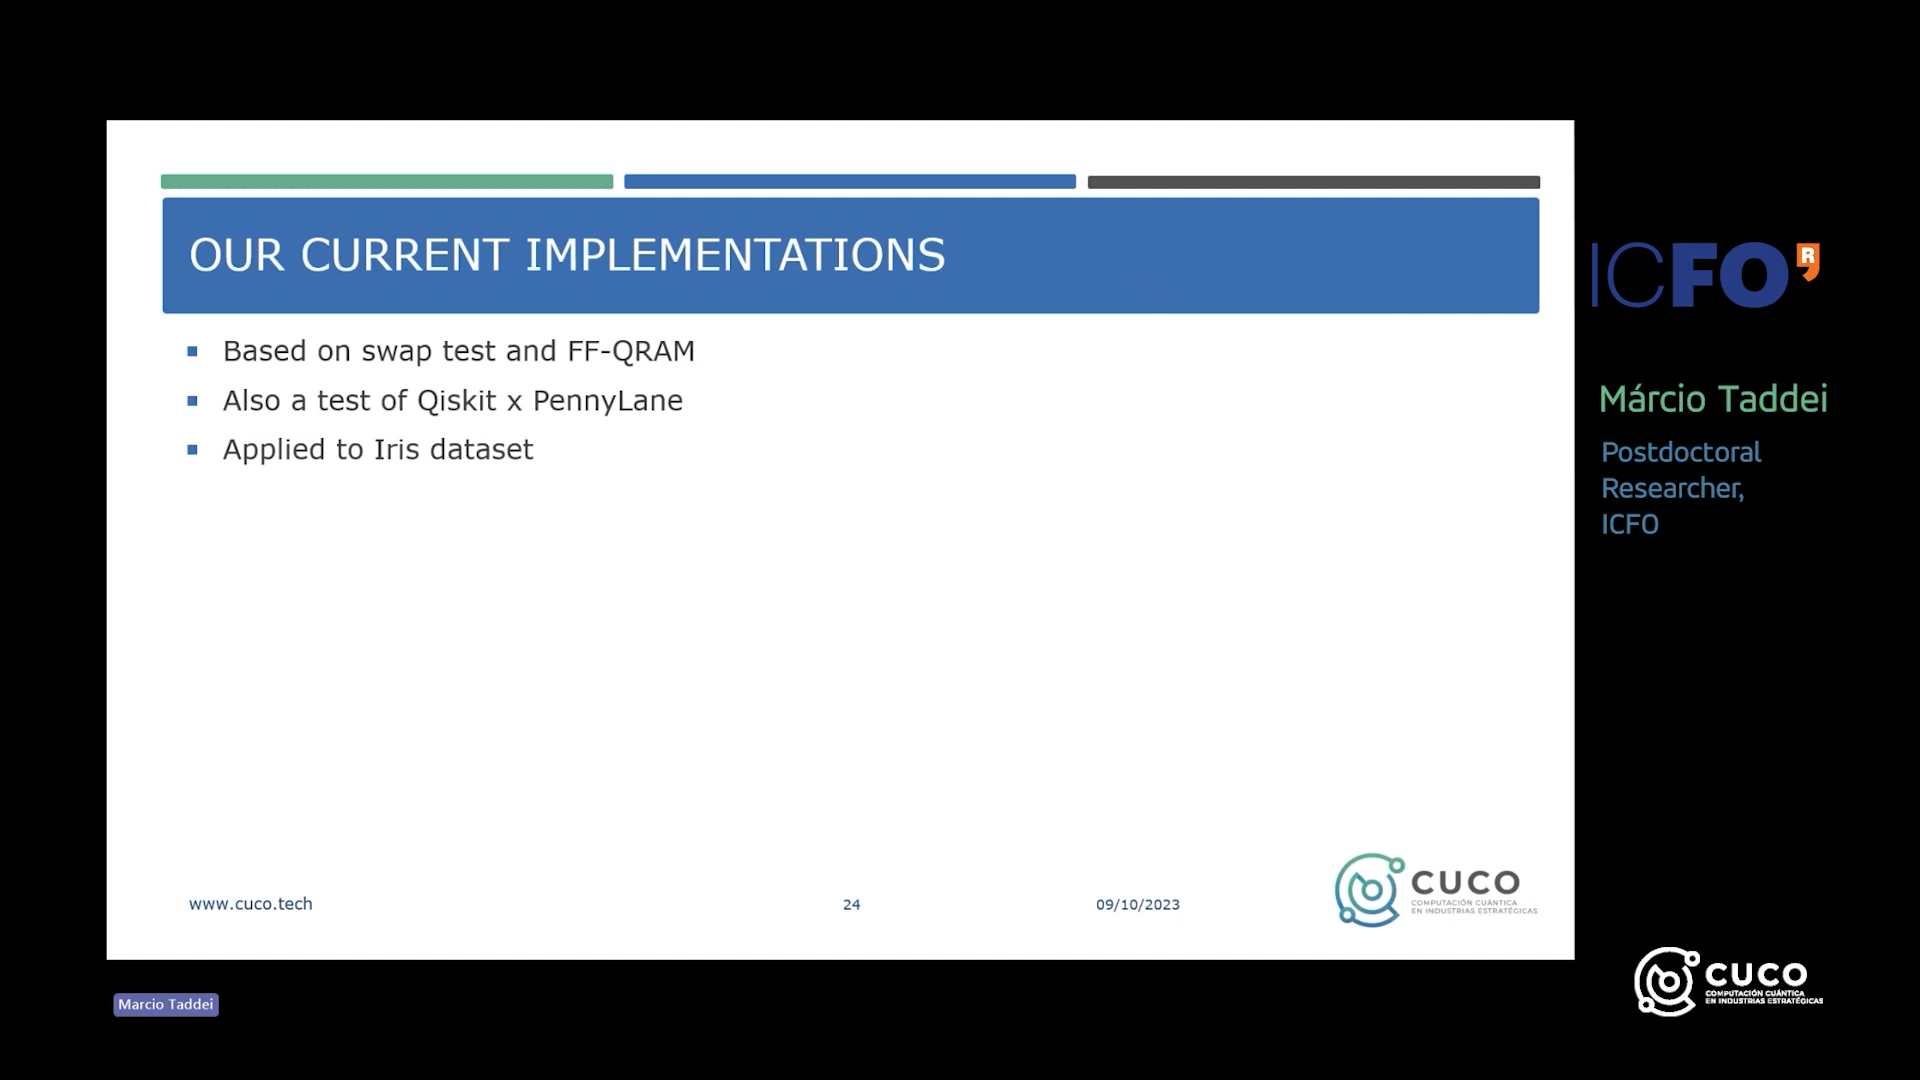 OUR CURRENT IMPLEMENTATIONS
Based on swap test and FF-QRAM
Also a test of Qiskit x PennyLane
Applied to Iris dataset
www.cuco.tech
24
09/10/2023
CUCO
COMPUTACIÓN CUÁNTICA
EN INDUSTRIAS ESTRATÉGICAS
ICFO
R
Márcio Taddei
Postdoctoral
Researcher,
ICFO
CUCO
COMPUTACIÓN CUÁNTICA
EN INDUSTRIAS ESTRATÉGICAS
Marcio Taddei